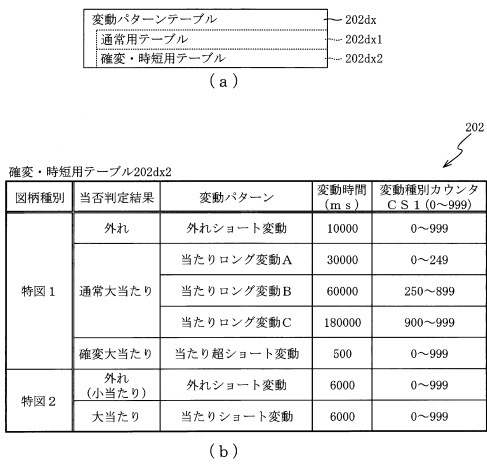 変動パターンテーブル 202dx
通常用テーブル 202dx1
確変・時短用テーブル 202dx2
(a)
202
確変・時短用テーブル202dx2
図柄種別 当否判定結果 変動パターン 変動時間(ms) 変動種別カウンタCS1(0～999)
特図1 外れ 外れショート変動 10000 0～999
通常大当たり 当たりロング変動A 30000 0～249
当たりロング変動B 60000 250～899
当たりロング変動C 180000 900～999
確変大当たり 当たり超ショート変動 500 0～999
特図2 外れ(小当たり) 外れショート変動 6000 0～999
大当たり 当たりショート変動 6000 0～999
(b)